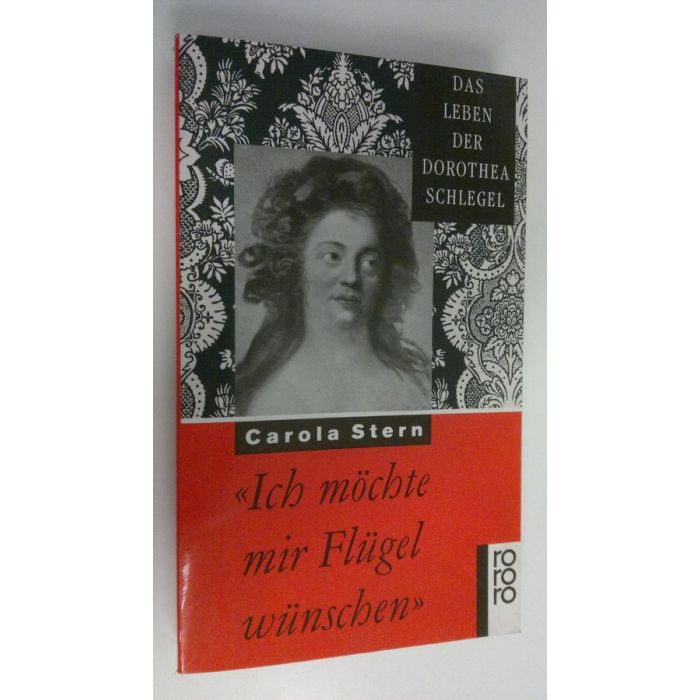 DAS
LEBEN
DER
DOROTHEA
SCHLEGEL
Carola Stern
«Ich möchte
mir Flügel
wünschen»
ro
ro
ro